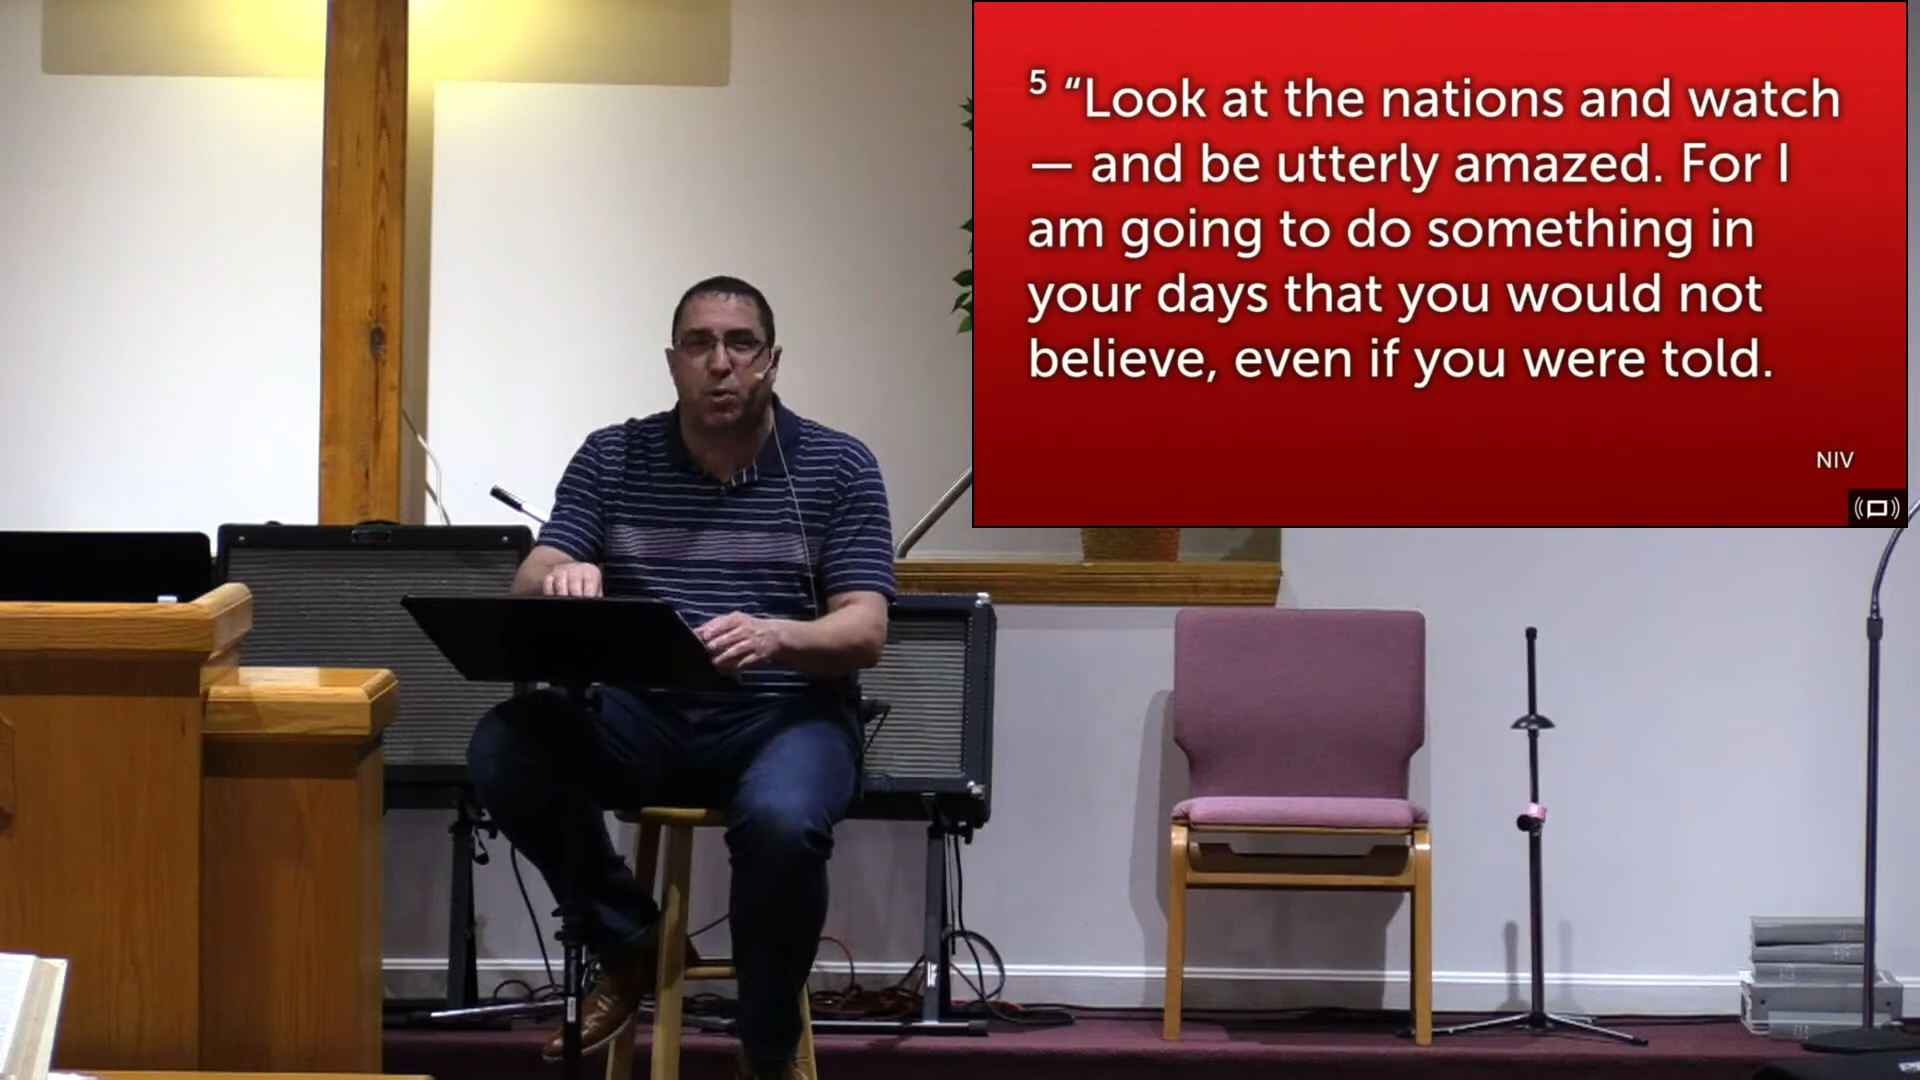 5 “Look at the nations and watch
— and be utterly amazed. For I
am going to do something in
your days that you would not
believe, even if you were told.
NIV